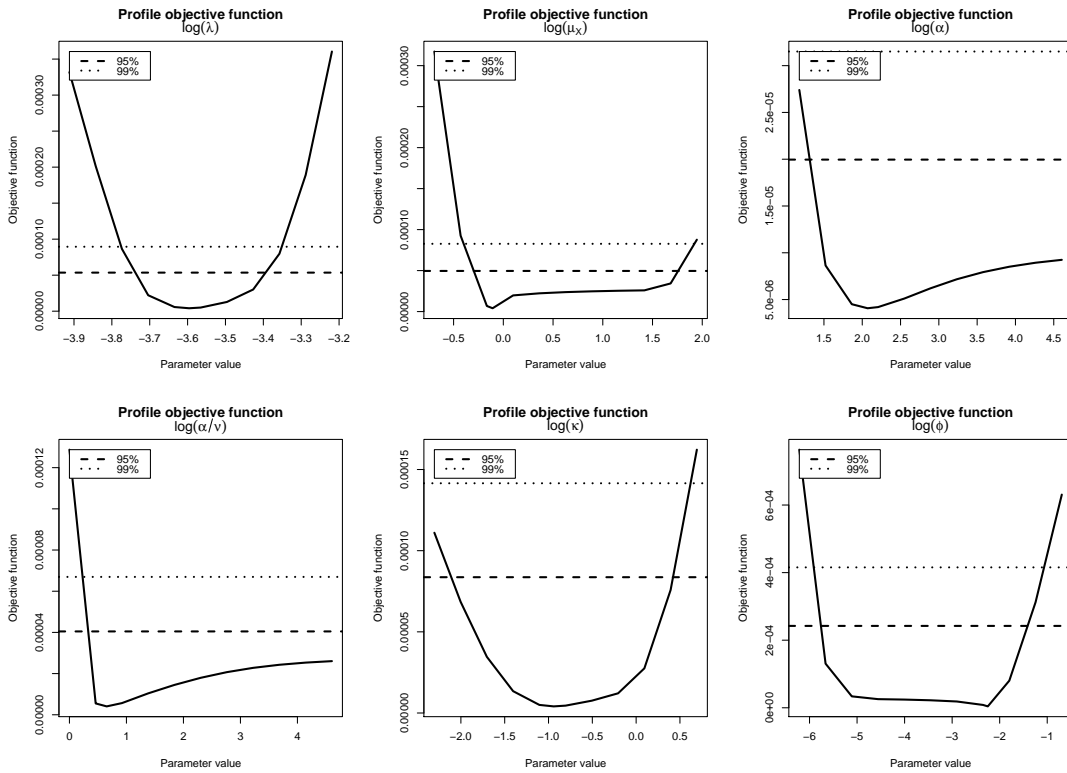 Profile objective function
log(λ)
95%
99%
Objective function
0.00000 0.00010 0.00020 0.00030
−3.9 −3.8 −3.7 −3.6 −3.5 −3.4 −3.3 −3.2
Parameter value
Profile objective function
log(μX)
95%
99%
Objective function
0.00000 0.00010 0.00020 0.00030
−0.5 0.0 0.5 1.0 1.5 2.0
Parameter value
Profile objective function
log(α)
95%
99%
Objective function
5.0e−06 1.5e−05 2.5e−05
1.5 2.0 2.5 3.0 3.5 4.0 4.5
Parameter value
Profile objective function
log(α/ν)
95%
99%
Objective function
0.00000 0.00004 0.00008 0.00012
0 1 2 3 4
Parameter value
Profile objective function
log(κ)
95%
99%
Objective function
0.00000 0.00005 0.00010 0.00015
−2.0 −1.5 −1.0 −0.5 0.0 0.5
Parameter value
Profile objective function
log(ϕ)
95%
99%
Objective function
0e+00 2e−04 4e−04 6e−04
−6 −5 −4 −3 −2 −1
Parameter value